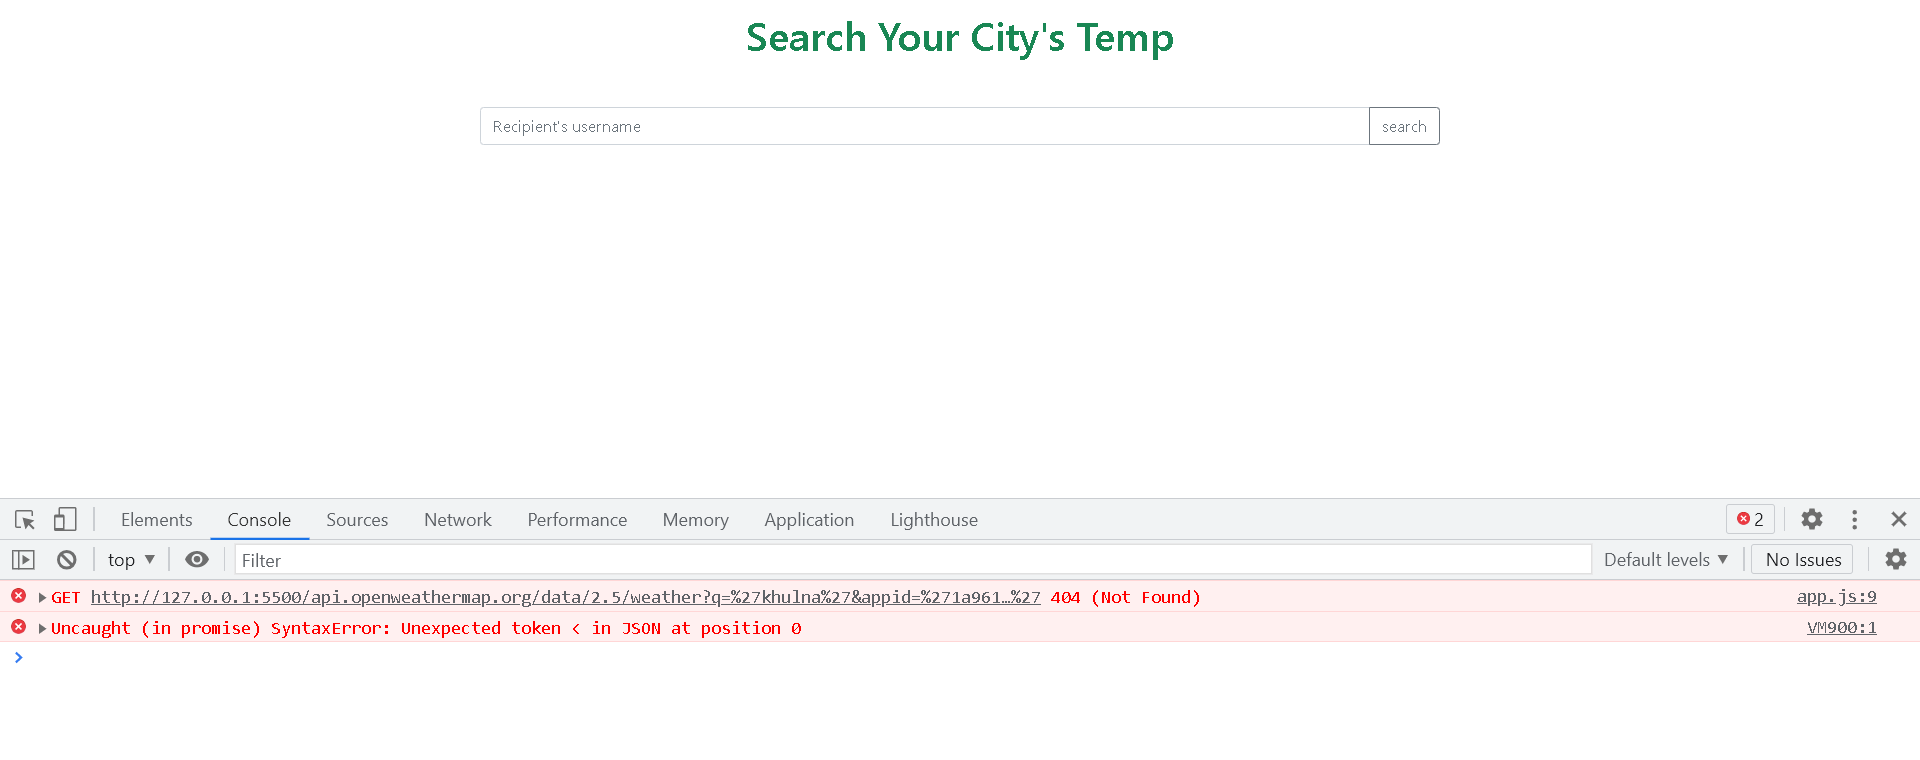 Search Your City's Temp
Recipient's username search
Elements Console Sources Network Performance Memory Application Lighthouse 2
top Filter Default levels No Issues
GET http://127.0.0.1:5500/api.openweathermap.org/data/2.5/weather?q=%27khulna%27&appid=%271a961…%27 404 (Not Found) app.js:9
Uncaught (in promise) SyntaxError: Unexpected token < in JSON at position 0 VM900:1